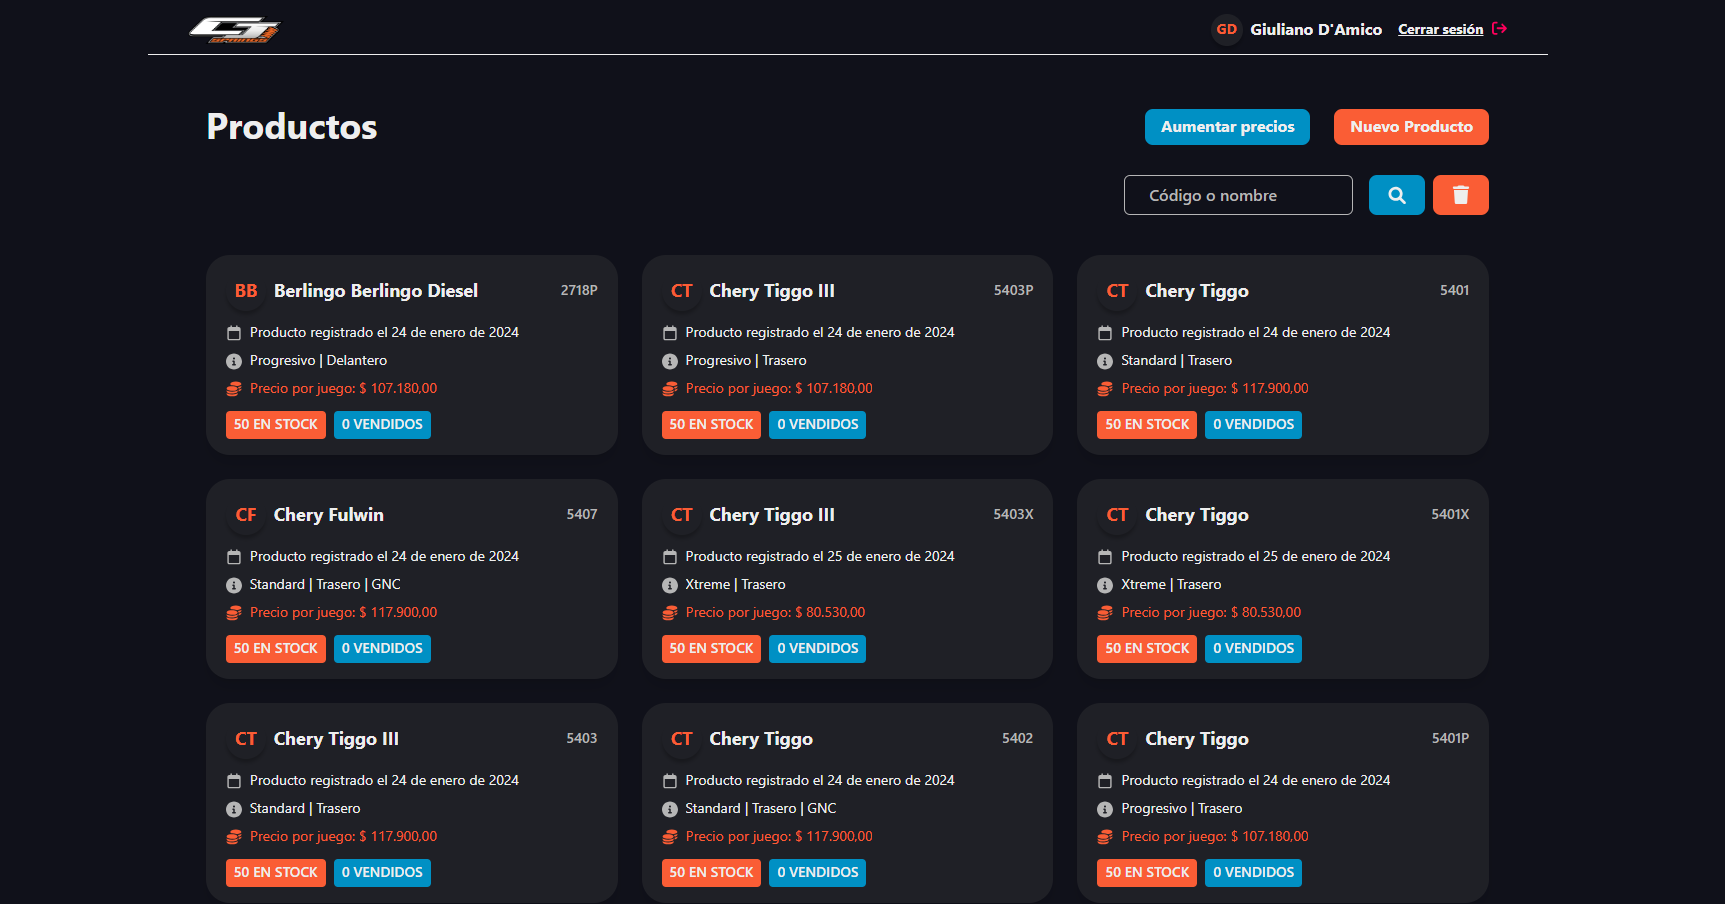 GD Giuliano D'Amico Cerrar sesión
Productos
Aumentar precios
Nuevo Producto
Código o nombre
BB Berlingo Berlingo Diesel 2718P
Producto registrado el 24 de enero de 2024
Progresivo | Delantero
Precio por juego: $ 107.180,00
50 EN STOCK 0 VENDIDOS
CT Chery Tiggo III 5403P
Producto registrado el 24 de enero de 2024
Progresivo | Trasero
Precio por juego: $ 107.180,00
50 EN STOCK 0 VENDIDOS
CT Chery Tiggo 5401
Producto registrado el 24 de enero de 2024
Standard | Trasero
Precio por juego: $ 117.900,00
50 EN STOCK 0 VENDIDOS
CF Chery Fulwin 5407
Producto registrado el 24 de enero de 2024
Standard | Trasero | GNC
Precio por juego: $ 117.900,00
50 EN STOCK 0 VENDIDOS
CT Chery Tiggo III 5403X
Producto registrado el 25 de enero de 2024
Xtreme | Trasero
Precio por juego: $ 80.530,00
50 EN STOCK 0 VENDIDOS
CT Chery Tiggo 5401X
Producto registrado el 25 de enero de 2024
Xtreme | Trasero
Precio por juego: $ 80.530,00
50 EN STOCK 0 VENDIDOS
CT Chery Tiggo III 5403
Producto registrado el 24 de enero de 2024
Standard | Trasero
Precio por juego: $ 117.900,00
50 EN STOCK 0 VENDIDOS
CT Chery Tiggo 5402
Producto registrado el 24 de enero de 2024
Standard | Trasero | GNC
Precio por juego: $ 117.900,00
50 EN STOCK 0 VENDIDOS
CT Chery Tiggo 5401P
Producto registrado el 24 de enero de 2024
Progresivo | Trasero
Precio por juego: $ 107.180,00
50 EN STOCK 0 VENDIDOS